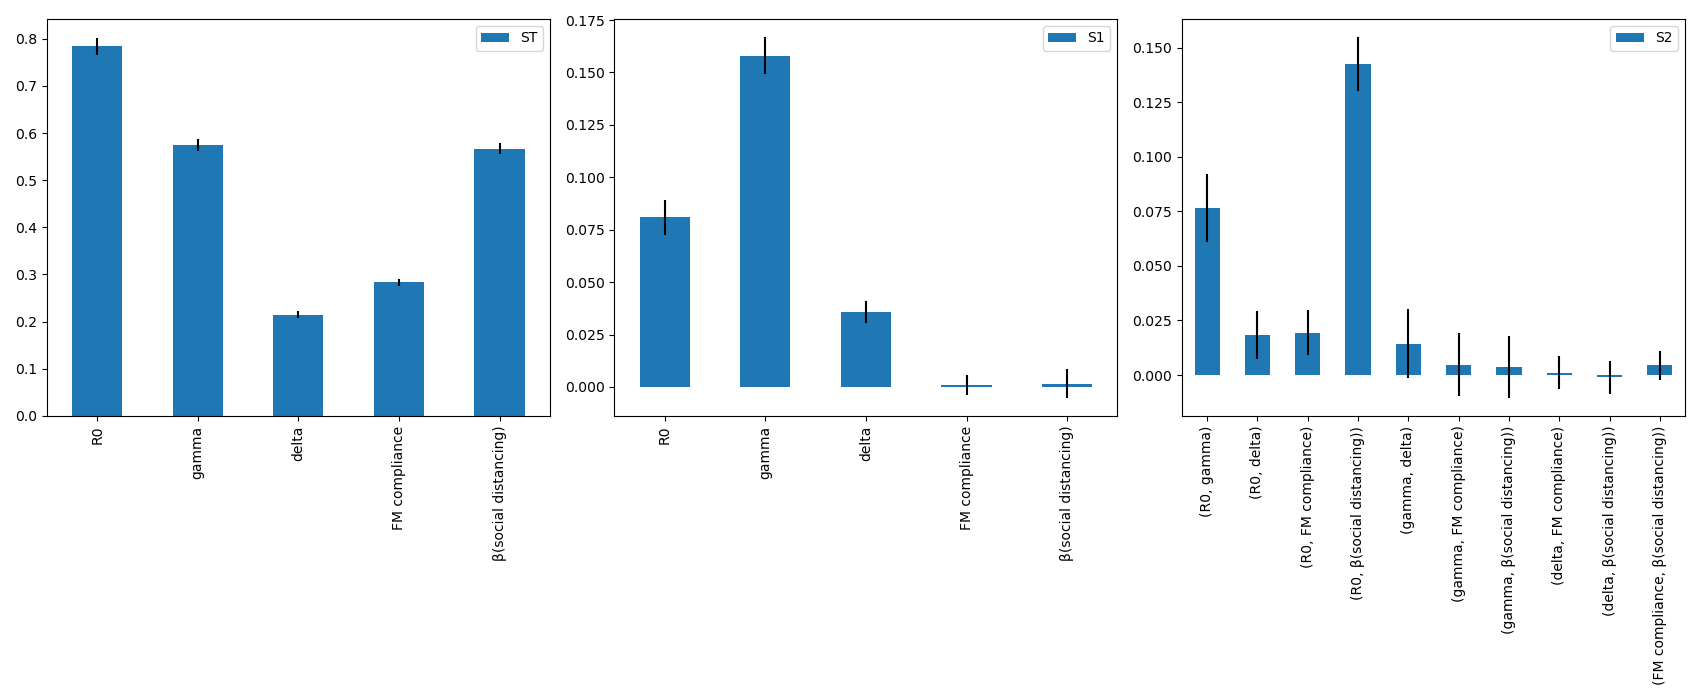 ST
0.8
0.7
0.6
0.5
0.4
0.3
0.2
0.1
0.0
R0
gamma
delta
FM compliance
β(social distancing)
S1
0.175
0.150
0.125
0.100
0.075
0.050
0.025
0.000
R0
gamma
delta
FM compliance
β(social distancing)
S2
0.150
0.125
0.100
0.075
0.050
0.025
0.000
(R0, gamma)
(R0, delta)
(R0, FM compliance)
(R0, β(social distancing))
(gamma, delta)
(gamma, FM compliance)
(gamma, β(social distancing))
(delta, FM compliance)
(delta, β(social distancing))
(FM compliance, β(social distancing))